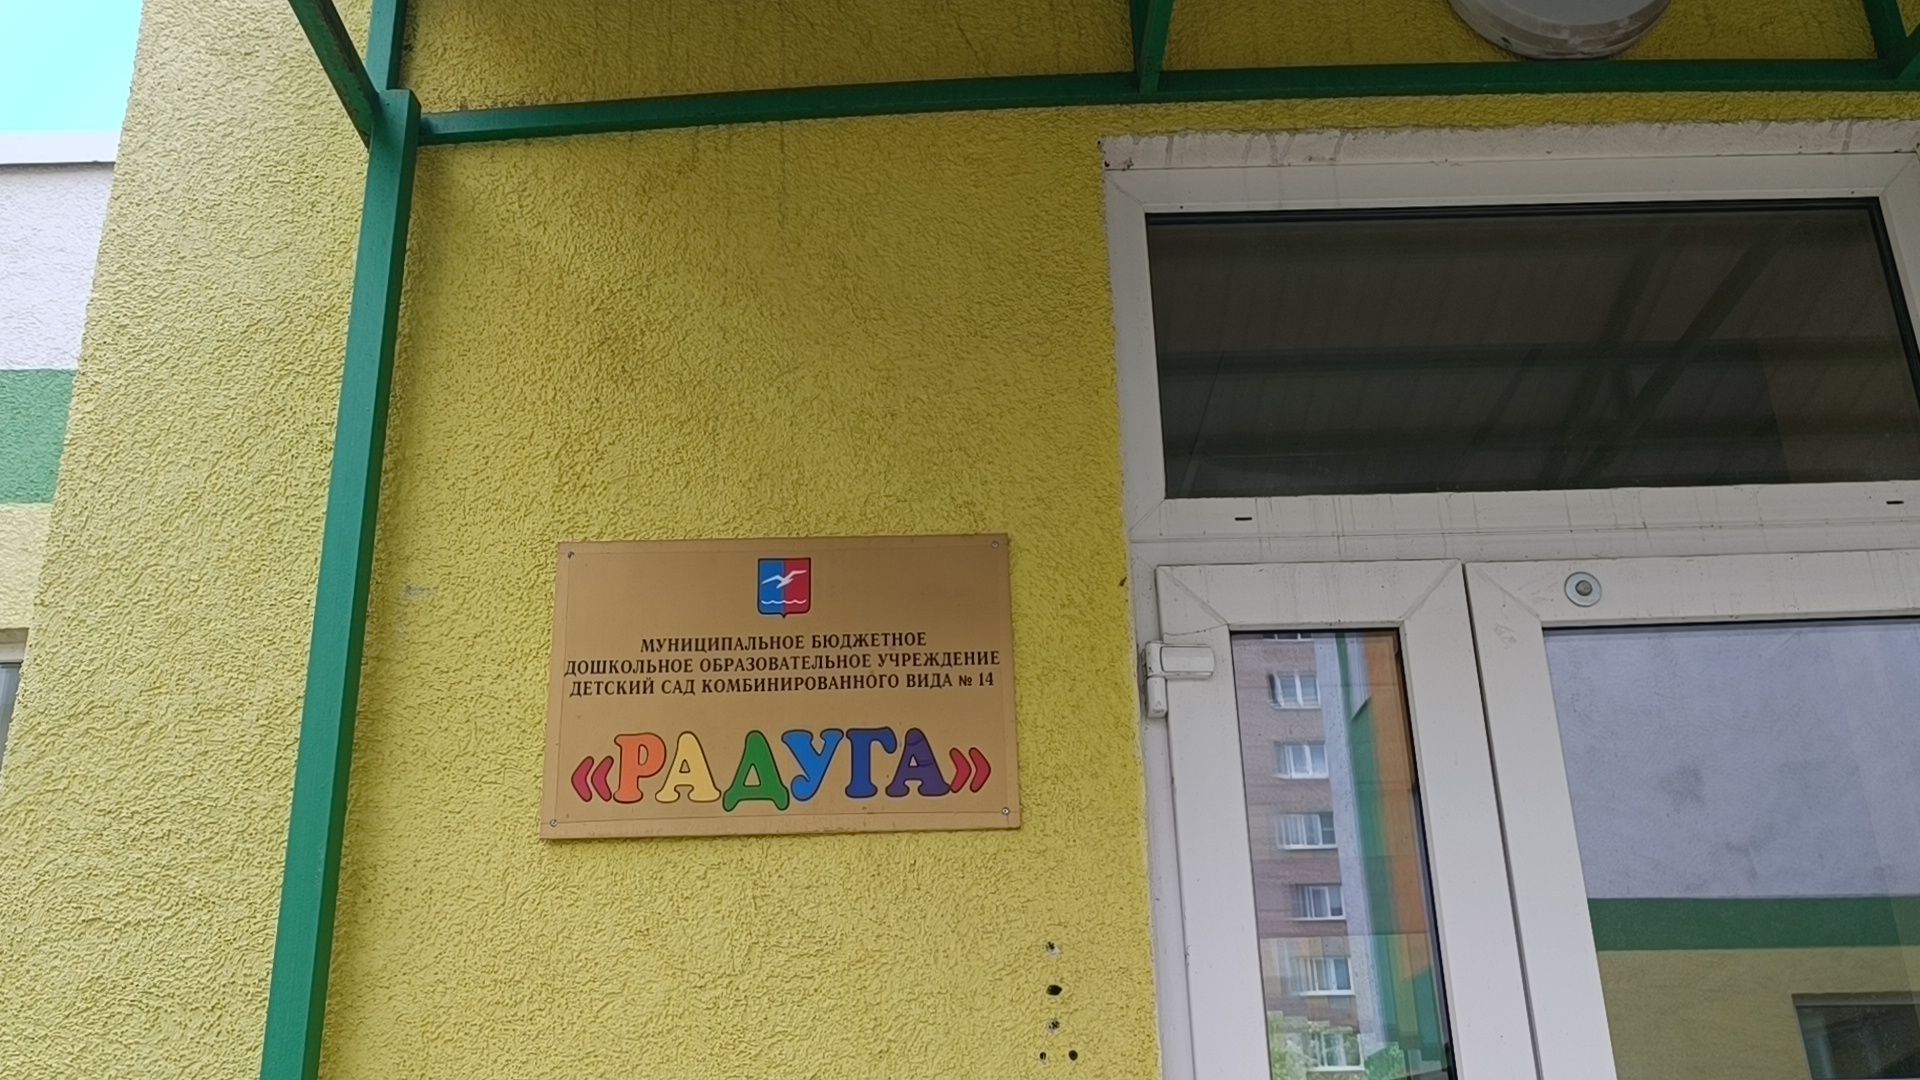 МУНИЦИПАЛЬНОЕ БЮДЖЕТНОЕ
ДОШКОЛЬНОЕ ОБРАЗОВАТЕЛЬНОЕ УЧРЕЖДЕНИЕ
ДЕТСКИЙ САД КОМБИНИРОВАННОГО ВИДА № 14
«РАДУГА»